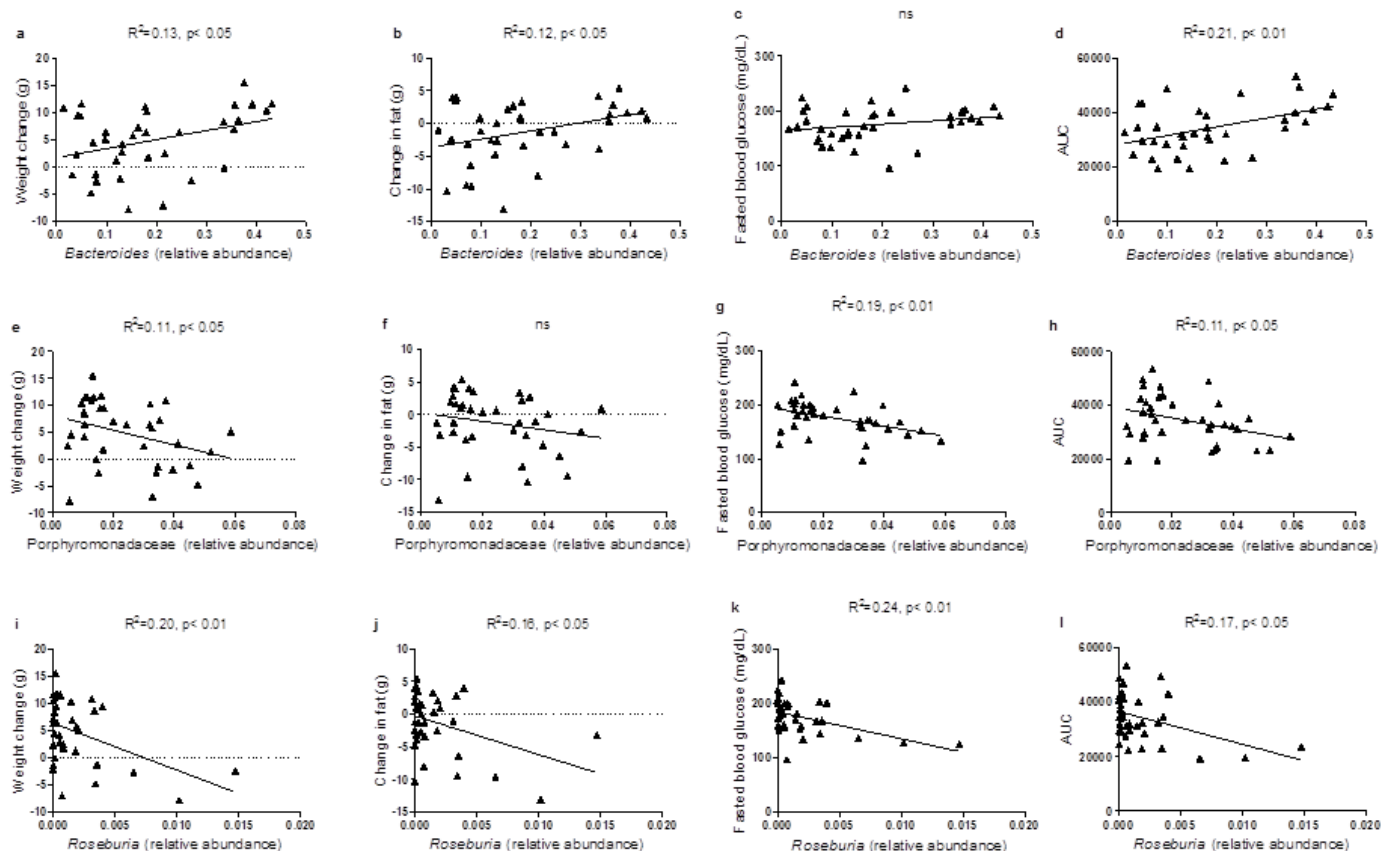 a
R²=0.13, p< 0.05
Weight change (g)
20
15
10
5
0
-5
-10
0.0 0.1 0.2 0.3 0.4 0.5
Bacteroides (relative abundance)
b
R²=0.12, p< 0.05
Change in fat (g)
10
5
0
-5
-10
-15
0.0 0.1 0.2 0.3 0.4 0.5
Bacteroides (relative abundance)
c
ns
Fasted blood glucose (mg/dL)
300
200
100
0
0.0 0.1 0.2 0.3 0.4 0.5
Bacteroides (relative abundance)
d
R²=0.21, p< 0.01
AUC
60000
40000
20000
0
0.0 0.1 0.2 0.3 0.4 0.5
Bacteroides (relative abundance)
e
R²=0.11, p< 0.05
Weight change (g)
20
15
10
5
0
-5
-10
0.00 0.02 0.04 0.06 0.08
Porphyromonadaceae (relative abundance)
f
ns
Change in fat (g)
10
5
0
-5
-10
-15
0.00 0.02 0.04 0.06 0.08
Porphyromonadaceae (relative abundance)
g
R²=0.19, p< 0.01
Fasted blood glucose (mg/dL)
300
200
100
0
0.00 0.02 0.04 0.06 0.08
Porphyromonadaceae (relative abundance)
h
R²=0.11, p< 0.05
AUC
60000
40000
20000
0
0.00 0.02 0.04 0.06 0.08
Porphyromonadaceae (relative abundance)
i
R²=0.20, p< 0.01
Weight change (g)
20
15
10
5
0
-5
-10
0.000 0.005 0.010 0.015 0.020
Roseburia (relative abundance)
j
R²=0.16, p< 0.05
Change in fat (g)
10
5
0
-5
-10
-15
0.000 0.005 0.010 0.015 0.020
Roseburia (relative abundance)
k
R²=0.24, p< 0.01
Fasted blood glucose (mg/dL)
300
200
100
0
0.000 0.005 0.010 0.015 0.020
Roseburia (relative abundance)
l
R²=0.17, p< 0.05
AUC
60000
40000
20000
0
0.000 0.005 0.010 0.015 0.020
Roseburia (relative abundance)